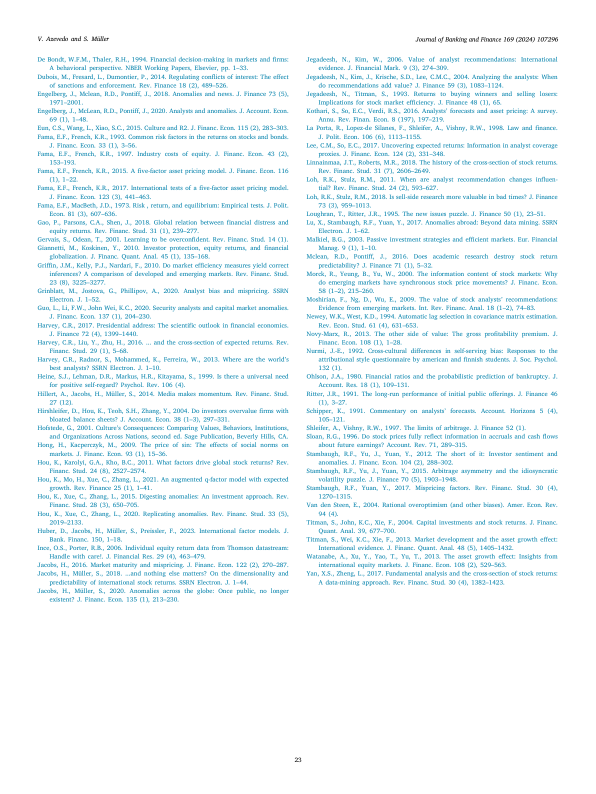 V. Azevedo and S. Müller
Journal of Banking and Finance 169 (2024) 107296
De Bondt, W.F.M., Thaler, R.H., 1994. Financial decision-making in markets and firms:
A behavioral perspective. NBER Working Papers, Elsevier, pp. 1–33.
Dubois, M., Fresard, L., Dumontier, P., 2014. Regulating conflicts of interest: The effect
of sanctions and enforcement. Rev. Finance 18 (2), 489–526.
Engelberg, J., Mclean, R.D., Pontiff, J., 2018. Anomalies and news. J. Finance 73 (5),
1971–2001.
Engelberg, J., McLean, R.D., Pontiff, J., 2020. Analysts and anomalies. J. Account. Econ.
69 (1), 1–48.
Eun, C.S., Wang, L., Xiao, S.C., 2015. Culture and R2. J. Financ. Econ. 115 (2), 283–303.
Fama, E.F., French, K.R., 1993. Common risk factors in the returns on stocks and bonds.
J. Financ. Econ. 33 (1), 3–56.
Fama, E.F., French, K.R., 1997. Industry costs of equity. J. Financ. Econ. 43 (2),
153–193.
Fama, E.F., French, K.R., 2015. A five-factor asset pricing model. J. Financ. Econ. 116
(1), 1–22.
Fama, E.F., French, K.R., 2017. International tests of a five-factor asset pricing model.
J. Financ. Econ. 123 (3), 441–463.
Fama, E.F., MacBeth, J.D., 1973. Risk , return, and equilibrium: Empirical tests. J. Polit.
Econ. 81 (3), 607–636.
Gao, P., Parsons, C.A., Shen, J., 2018. Global relation between financial distress and
equity returns. Rev. Financ. Stud. 31 (1), 239–277.
Gervais, S., Odean, T., 2001. Learning to be overconfident. Rev. Financ. Stud. 14 (1).
Giannetti, M., Koskinen, Y., 2010. Investor protection, equity returns, and financial
globalization. J. Financ. Quant. Anal. 45 (1), 135–168.
Griffin, J.M., Kelly, P.J., Nardari, F., 2010. Do market efficiency measures yield correct
inferences? A comparison of developed and emerging markets. Rev. Financ. Stud.
23 (8), 3225–3277.
Grinblatt, M., Jostova, G., Philipov, A., 2020. Analyst bias and mispricing. SSRN
Electron. J. 1–52.
Guo, L., Li, F.W., John Wei, K.C., 2020. Security analysts and capital market anomalies.
J. Financ. Econ. 137 (1), 204–230.
Harvey, C.R., 2017. Presidential address: The scientific outlook in financial economics.
J. Finance 72 (4), 1399–1440.
Harvey, C.R., Liu, Y., Zhu, H., 2016. ... and the cross-section of expected returns. Rev.
Financ. Stud. 29 (1), 5–68.
Harvey, C.R., Radnor, S., Mohammed, K., Ferreira, W., 2013. Where are the world's
best analysts? SSRN Electron. J. 1–10.
Heine, S.J., Lehman, D.R., Markus, H.R., Kitayama, S., 1999. Is there a universal need
for positive self-regard? Psychol. Rev. 106 (4).
Hillert, A., Jacobs, H., Müller, S., 2014. Media makes momentum. Rev. Financ. Stud.
27 (12).
Hirshleifer, D., Hou, K., Teoh, S.H., Zhang, Y., 2004. Do investors overvalue firms with
bloated balance sheets? J. Account. Econ. 38 (1–3), 297–331.
Hofstede, G., 2001. Culture's Consequences: Comparing Values, Behaviors, Institutions,
and Organizations Across Nations, second ed. Sage Publication, Beverly Hills, CA.
Hong, H., Kacperczyk, M., 2009. The price of sin: The effects of social norms on
markets. J. Financ. Econ. 93 (1), 15–36.
Hou, K., Karolyi, G.A., Kho, B.C., 2011. What factors drive global stock returns? Rev.
Financ. Stud. 24 (8), 2527–2574.
Hou, K., Mo, H., Xue, C., Zhang, L., 2021. An augmented q-factor model with expected
growth. Rev. Finance 25 (1), 1–41.
Hou, K., Xue, C., Zhang, L., 2015. Digesting anomalies: An investment approach. Rev.
Financ. Stud. 28 (3), 650–705.
Hou, K., Xue, C., Zhang, L., 2020. Replicating anomalies. Rev. Financ. Stud. 33 (5),
2019–2133.
Huber, D., Jacobs, H., Müller, S., Preissler, F., 2023. International factor models. J.
Bank. Financ. 150, 1–18.
Ince, O.S., Porter, R.B., 2006. Individual equity return data from Thomson datastream:
Handle with care!. J. Financial Res. 29 (4), 463–479.
Jacobs, H., 2016. Market maturity and mispricing. J. Financ. Econ. 122 (2), 270–287.
Jacobs, H., Müller, S., 2018. ...and nothing else matters? On the dimensionality and
predictability of international stock returns. SSRN Electron. J. 1–44.
Jacobs, H., Müller, S., 2020. Anomalies across the globe: Once public, no longer
existent? J. Financ. Econ. 135 (1), 213–230.
Jegadeesh, N., Kim, W., 2006. Value of analyst recommendations: International
evidence. J. Financial Mark. 9 (3), 274–309.
Jegadeesh, N., Kim, J., Krische, S.D., Lee, C.M.C., 2004. Analyzing the analysts: When
do recommendations add value? J. Finance 59 (3), 1083–1124.
Jegadeesh, N., Titman, S., 1993. Returns to buying winners and selling losers:
Implications for stock market efficiency. J. Finance 48 (1), 65.
Kothari, S., So, E.C., Verdi, R.S., 2016. Analysts' forecasts and asset pricing: A survey.
Annu. Rev. Finan. Econ. 8 (197), 197–219.
La Porta, R., Lopez-de Silanes, F., Shleifer, A., Vishny, R.W., 1998. Law and finance.
J. Polit. Econ. 106 (6), 1113–1155.
Lee, C.M., So, E.C., 2017. Uncovering expected returns: Information in analyst coverage
proxies. J. Financ. Econ. 124 (2), 331–348.
Linnainmaa, J.T., Roberts, M.R., 2018. The history of the cross-section of stock returns.
Rev. Financ. Stud. 31 (7), 2606–2649.
Loh, R.K., Stulz, R.M., 2011. When are analyst recommendation changes influen-
tial? Rev. Financ. Stud. 24 (2), 593–627.
Loh, R.K., Stulz, R.M., 2018. Is sell-side research more valuable in bad times? J. Finance
73 (3), 959–1013.
Loughran, T., Ritter, J.R., 1995. The new issues puzzle. J. Finance 50 (1), 23–51.
Lu, X., Stambaugh, R.F., Yuan, Y., 2017. Anomalies abroad: Beyond data mining. SSRN
Electron. J. 1–62.
Malkiel, B.G., 2003. Passive investment strategies and efficient markets. Eur. Financial
Manag. 9 (1), 1–10.
Mclean, R.D., Pontiff, J., 2016. Does academic research destroy stock return
predictability? J. Finance 71 (1), 5–32.
Morck, R., Yeung, B., Yu, W., 2000. The information content of stock markets: Why
do emerging markets have synchronous stock price movements? J. Financ. Econ.
58 (1–2), 215–260.
Moshirian, F., Ng, D., Wu, E., 2009. The value of stock analysts' recommendations:
Evidence from emerging markets. Int. Rev. Financ. Anal. 18 (1–2), 74–83.
Newey, W.K., West, K.D., 1994. Automatic lag selection in covariance matrix estimation.
Rev. Econ. Stud. 61 (4), 631–653.
Novy-Marx, R., 2013. The other side of value: The gross profitability premium. J.
Financ. Econ. 108 (1), 1–28.
Nurmi, J.-E., 1992. Cross-cultural differences in self-serving bias: Responses to the
attributional style questionnaire by american and finnish students. J. Soc. Psychol.
132 (1).
Ohlson, J.A., 1980. Financial ratios and the probabilistic prediction of bankruptcy. J.
Account. Res. 18 (1), 109–131.
Ritter, J.R., 1991. The long-run performance of initial public offerings. J. Finance 46
(1), 3–27.
Schipper, K., 1991. Commentary on analysts' forecasts. Account. Horizons 5 (4),
105–121.
Shleifer, A., Vishny, R.W., 1997. The limits of arbitrage. J. Finance 52 (1).
Sloan, R.G., 1996. Do stock prices fully reflect information in accruals and cash flows
about future earnings? Account. Rev. 71, 289–315.
Stambaugh, R.F., Yu, J., Yuan, Y., 2012. The short of it: Investor sentiment and
anomalies. J. Financ. Econ. 104 (2), 288–302.
Stambaugh, R.F., Yu, J., Yuan, Y., 2015. Arbitrage asymmetry and the idiosyncratic
volatility puzzle. J. Finance 70 (5), 1903–1948.
Stambaugh, R.F., Yuan, Y., 2017. Mispricing factors. Rev. Financ. Stud. 30 (4),
1270–1315.
Van den Steen, E., 2004. Rational overoptimism (and other biases). Amer. Econ. Rev.
94 (4).
Titman, S., John, K.C., Xie, F., 2004. Capital investments and stock returns. J. Financ.
Quant. Anal. 39, 677–700.
Titman, S., Wei, K.C., Xie, F., 2013. Market development and the asset growth effect:
International evidence. J. Financ. Quant. Anal. 48 (5), 1405–1432.
Watanabe, A., Xu, Y., Yao, T., Yu, T., 2013. The asset growth effect: Insights from
international equity markets. J. Financ. Econ. 108 (2), 529–563.
Yan, X.S., Zheng, L., 2017. Fundamental analysis and the cross-section of stock returns:
A data-mining approach. Rev. Financ. Stud. 30 (4), 1382–1423.
23